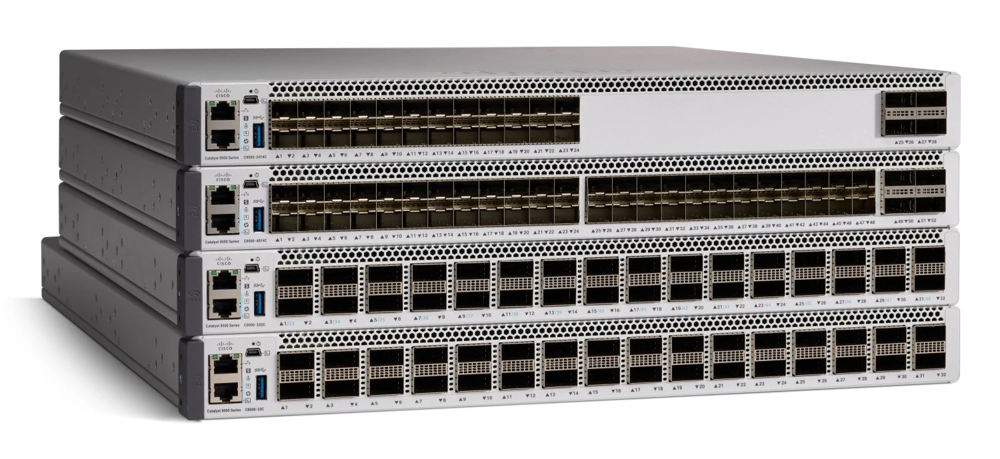 CISCO
SS
S
▲1 ▼2 ▲3 ▼4 ▲5 ▼6 ▲7 ▼8 ▲9 ▼10 ▲11 ▼12 ▲13 ▼14 ▲15 ▼16 ▲17 ▼18 ▲19 ▼20 ▲21 ▼22 ▲23 ▼24
▲25 ▼26 ▲27 ▼28
Catalyst 9500 Series C9500-24Y4C
CISCO
SS
S
▲1 ▼2 ▲3 ▼4 ▲5 ▼6 ▲7 ▼8 ▲9 ▼10 ▲11 ▼12 ▲13 ▼14 ▲15 ▼16 ▲17 ▼18 ▲19 ▼20 ▲21 ▼22 ▲23 ▼24
▲25 ▼26 ▲27 ▼28 ▲29 ▼30 ▲31 ▼32 ▲33 ▼34 ▲35 ▼36 ▲37 ▼38 ▲39 ▼40 ▲41 ▼42 ▲43 ▼44 ▲45 ▼46 ▲47 ▼48
▲49 ▼50 ▲51 ▼52
Catalyst 9500 Series C9500-48Y4C
CISCO
SS
S
▲1/33 ▼2 ▲3/34 ▼4 ▲5/35 ▼6 ▲7/36 ▼8 ▲9/37 ▼10 ▲11/38 ▼12 ▲13/39 ▼14 ▲15/40 ▼16 ▲17/41 ▼18 ▲19/42 ▼20 ▲21/43 ▼22 ▲23/44 ▼24 ▲25/45 ▼26 ▲27/46 ▼28 ▲29/47 ▼30 ▲31/48 ▼32
Catalyst 9500 Series C9500-32QC
CISCO
SS
S
▲1 ▼2 ▲3 ▼4 ▲5 ▼6 ▲7 ▼8 ▲9 ▼10 ▲11 ▼12 ▲13 ▼14 ▲15 ▼16 ▲17 ▼18 ▲19 ▼20 ▲21 ▼22 ▲23 ▼24 ▲25 ▼26 ▲27 ▼28 ▲29 ▼30 ▲31 ▼32
Catalyst 9500 Series C9500-32C